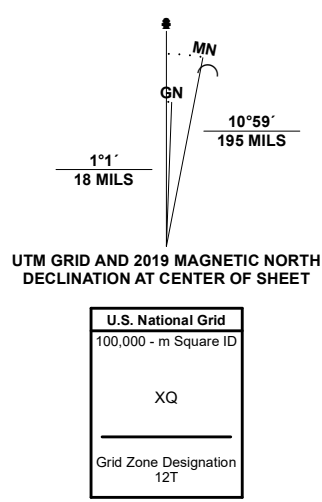 MN
GN
10°59´
195 MILS
1°1´
18 MILS
UTM GRID AND 2019 MAGNETIC NORTH
DECLINATION AT CENTER OF SHEET
U.S. National Grid
100,000 - m Square ID
XQ
Grid Zone Designation
12T